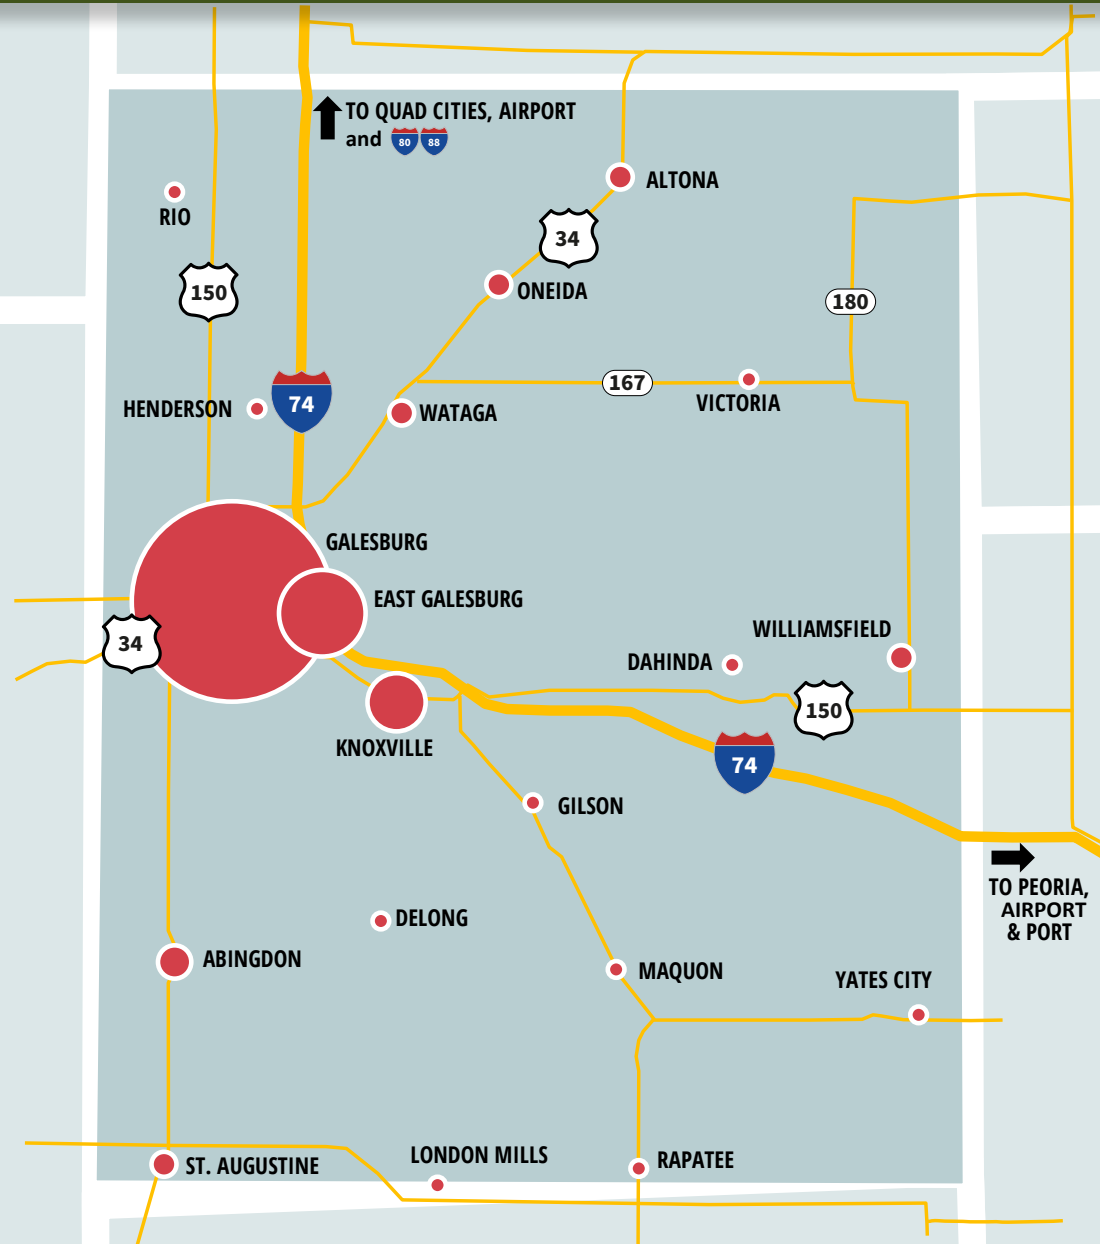 TO QUAD CITIES, AIRPORT
and 80 88
ALTONA
RIO
34
ONEIDA
150
180
167
VICTORIA
HENDERSON
74
WATAGA
GALESBURG
EAST GALESBURG
34
WILLIAMSFIELD
DAHINDA
150
KNOXVILLE
74
GILSON
TO PEORIA,
AIRPORT
& PORT
DELONG
ABINGDON
MAQUON
YATES CITY
LONDON MILLS
RAPATEE
ST. AUGUSTINE